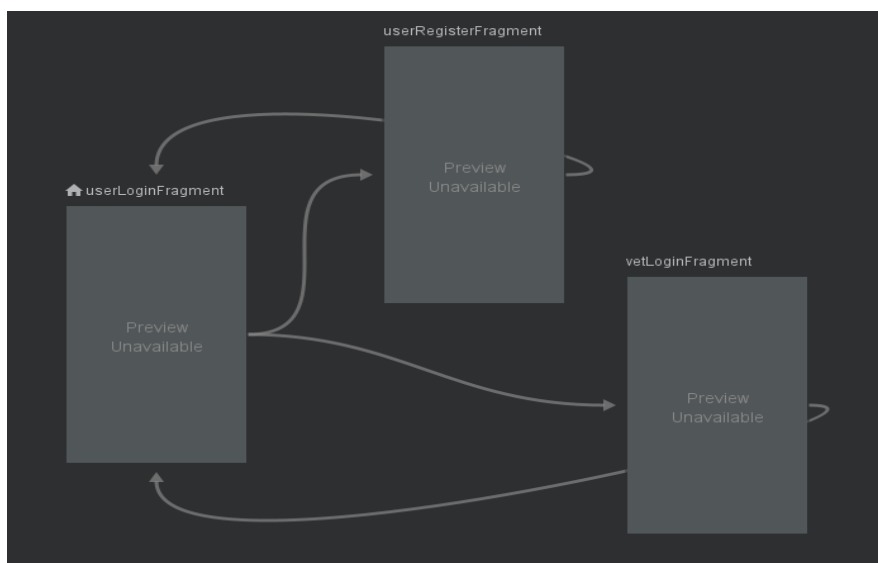 userRegisterFragment
Preview
Unavailable
userLoginFragment
Preview
Unavailable
vetLoginFragment
Preview
Unavailable